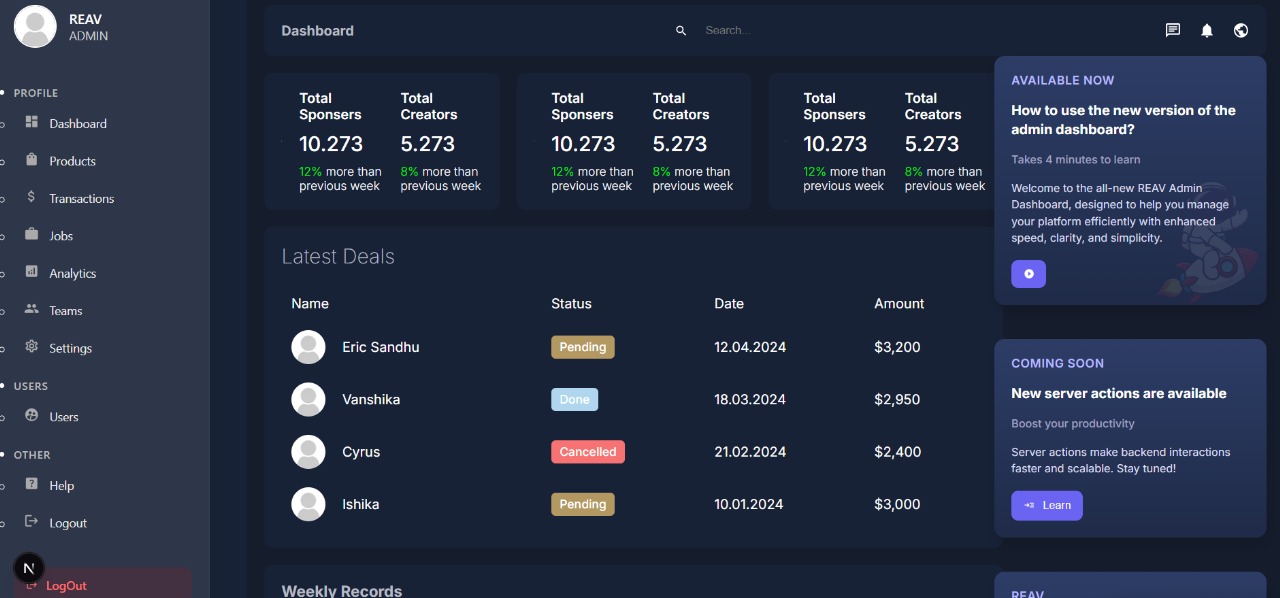 REAV
ADMIN
PROFILE
Dashboard
Products
Transactions
Jobs
Analytics
Teams
Settings
USERS
Users
OTHER
Help
Logout
N
LogOut
Dashboard
Search...
Total Sponsers
10.273
12% more than
previous week
Total Creators
5.273
8% more than
previous week
Total Sponsers
10.273
12% more than
previous week
Total Creators
5.273
8% more than
previous week
Total Sponsers
10.273
12% more than
previous week
Total Creators
5.273
8% more than
previous week
Latest Deals
Name Status Date Amount
Eric Sandhu Pending 12.04.2024 $3,200
Vanshika Done 18.03.2024 $2,950
Cyrus Cancelled 21.02.2024 $2,400
Ishika Pending 10.01.2024 $3,000
Weekly Records
AVAILABLE NOW
How to use the new version of the
admin dashboard?
Takes 4 minutes to learn
Welcome to the all-new REAV Admin
Dashboard, designed to help you manage
your platform efficiently with enhanced
speed, clarity, and simplicity.
COMING SOON
New server actions are available
Boost your productivity
Server actions make backend interactions
faster and scalable. Stay tuned!
Learn
REAV